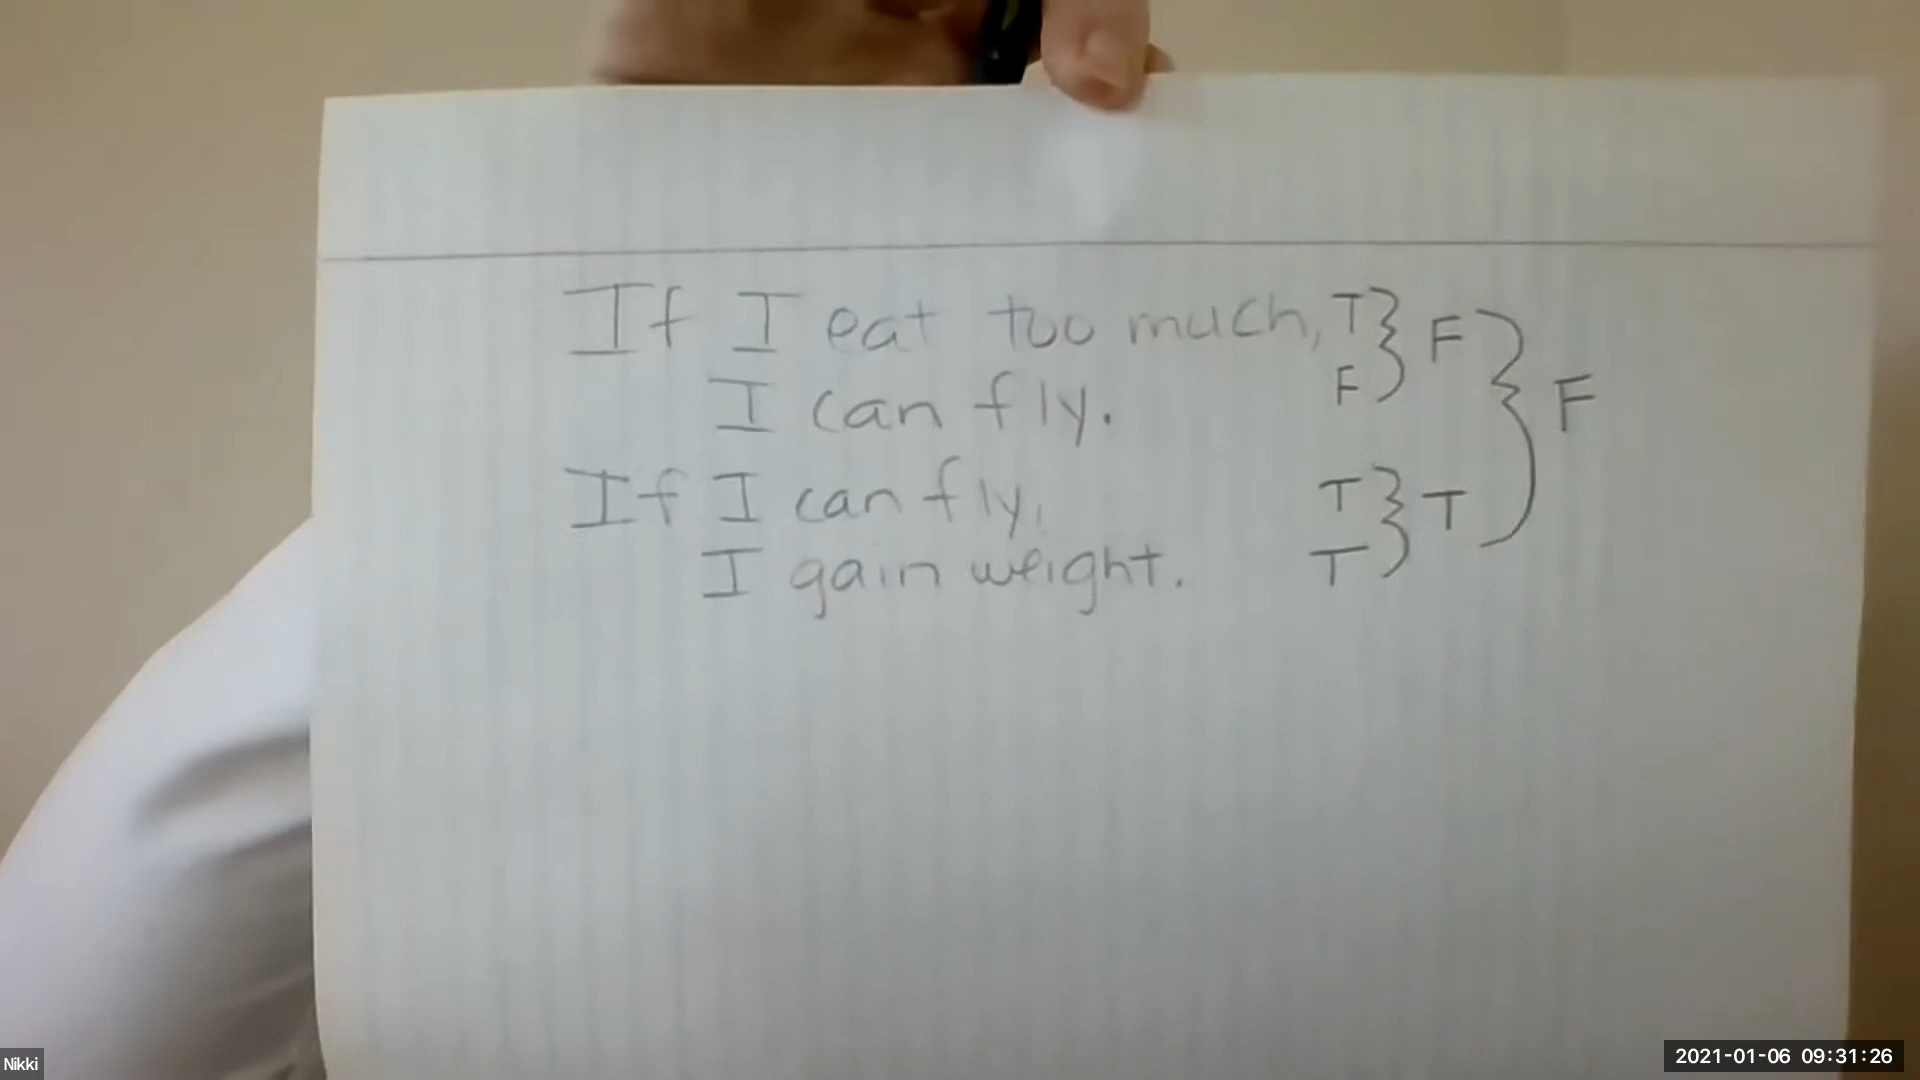 If I eat too much, T } F } F
I can fly. F
If I can fly, T } T
I gain weight. T
Nikki
2021-01-06 09:31:26